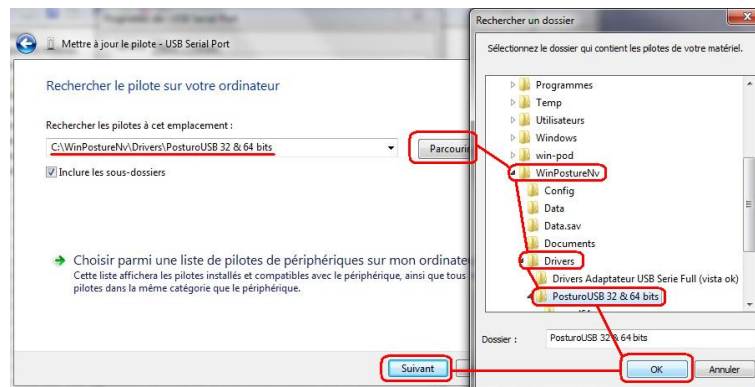 Mettre à jour le pilote - USB Serial Port
Rechercher le pilote sur votre ordinateur
Rechercher les pilotes à cet emplacement :
C:\WinPostureNv\Drivers\PosturoUSB 32 & 64 bits
Parcourir
Inclure les sous-dossiers
Choisir parmi une liste de pilotes de périphériques sur mon ordinate
Cette liste affichera les pilotes installés et compatibles avec le périphérique, ainsi que tous
pilotes dans la même catégorie que le périphérique.
Suivant
Rechercher un dossier
Sélectionnez le dossier qui contient les pilotes de votre matériel.
Programmes
Temp
Utilisateurs
Windows
win-pod
WinPostureNv
Config
Data
Data.sav
Documents
Drivers
Drivers Adaptateur USB Serie Full (vista ok)
PosturoUSB 32 & 64 bits
Dossier :
PosturoUSB 32 & 64 bits
OK
Annuler